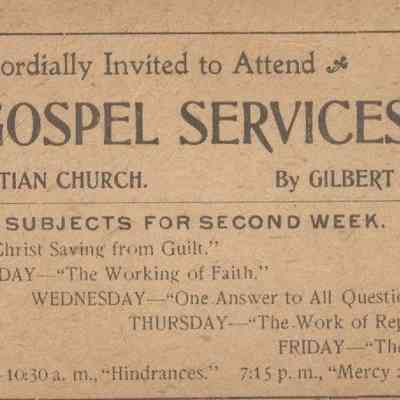 ordially Invited to Attend
GOSPEL SERVICES
TIAN CHURCH. By GILBERT
SUBJECTS FOR SECOND WEEK.
Christ Saving from Guilt."
DAY—"The Working of Faith."
WEDNESDAY—"One Answer to All Questio
THURSDAY—"The Work of Rep
FRIDAY—"The
—10:30 a. m., "Hindrances." 7:15 p. m., "Mercy